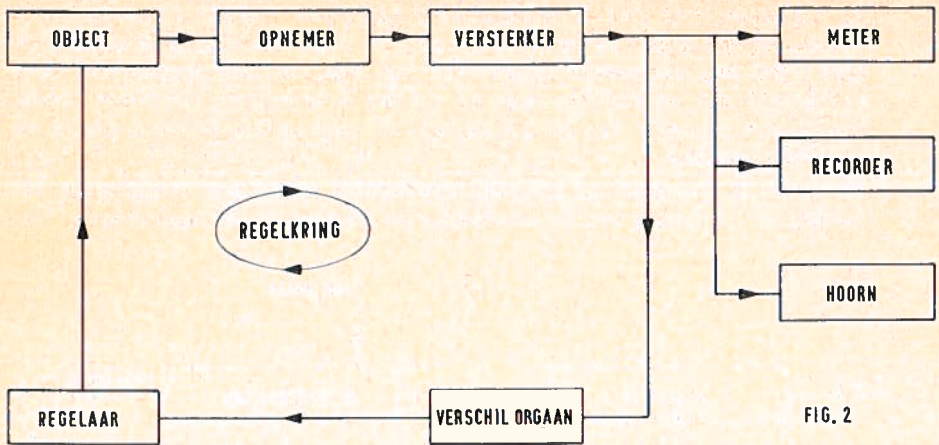 OBJECT
OPNEMER
VERSTERKER
METER
RECORDER
REGELKRING
HOORN
REGELAAR
VERSCHIL ORGAAN
FIG. 2